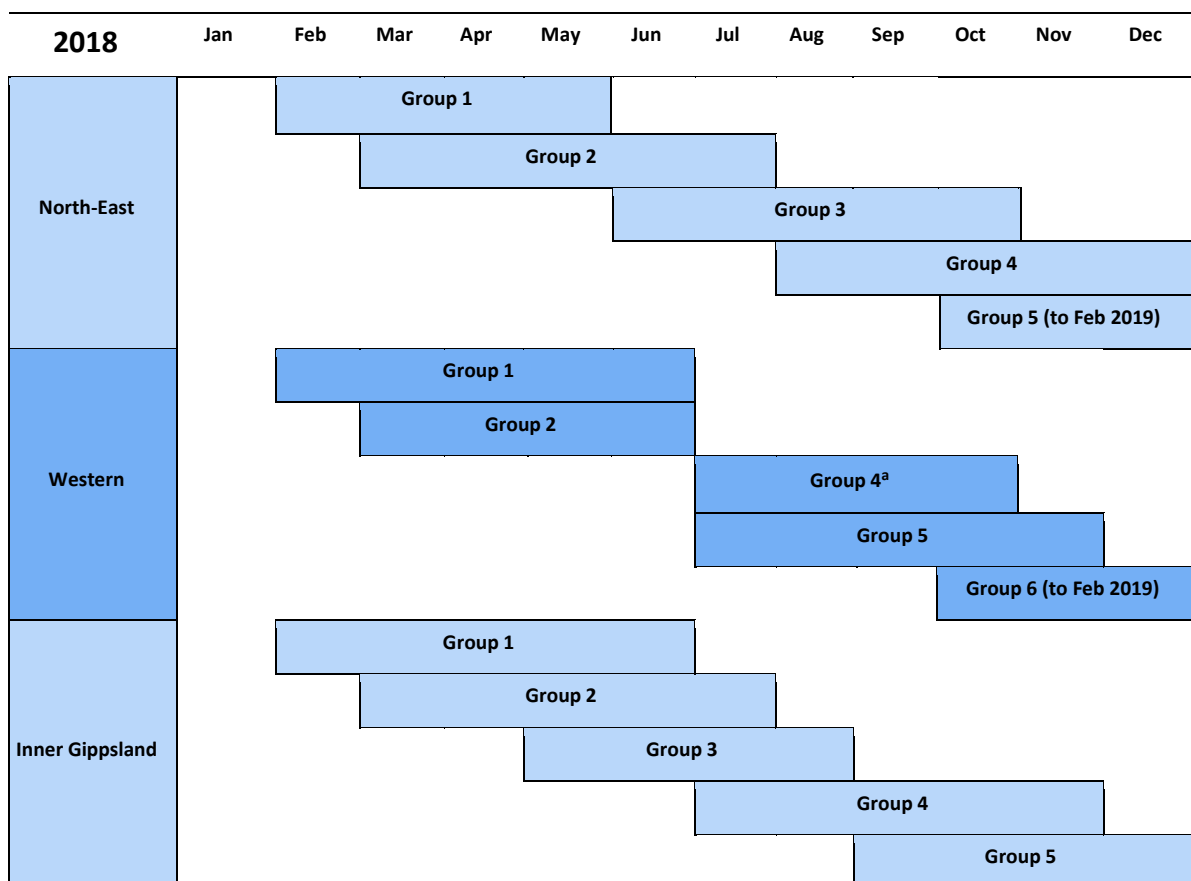 2018 Jan Feb Mar Apr May Jun Jul Aug Sep Oct Nov Dec
Group 1
Group 2
North-East
Group 3
Group 4
Group 5 (to Feb 2019)
Group 1
Group 2
Western
Group 4ᵃ
Group 5
Group 6 (to Feb 2019)
Group 1
Group 2
Inner Gippsland
Group 3
Group 4
Group 5